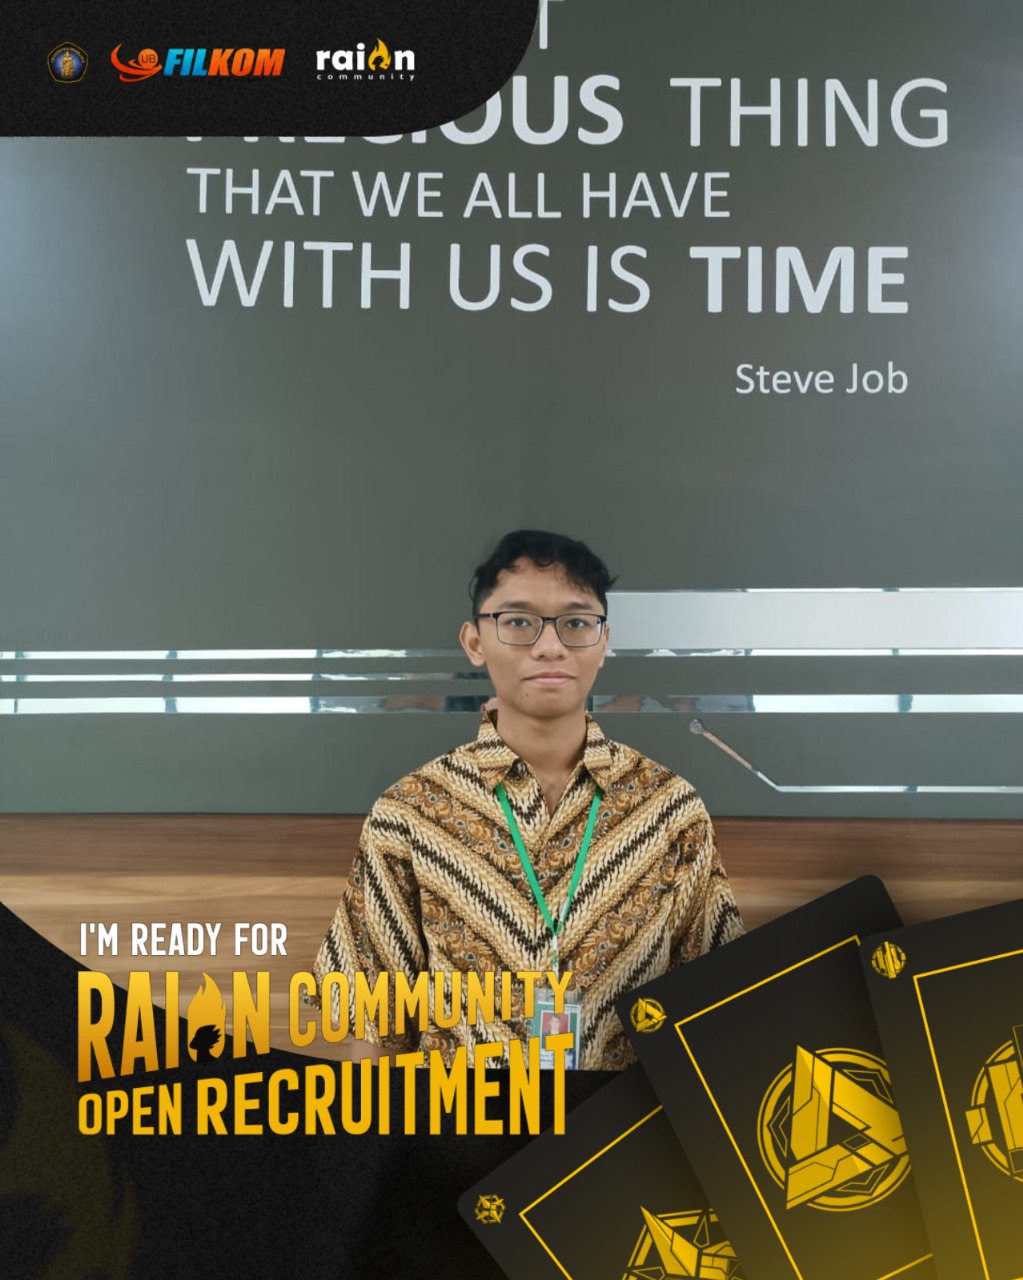 UB FILKOM
raion
community
THING
THAT WE ALL HAVE
WITH US IS TIME
Steve Job
I'M READY FOR
RAION COMMUNITY
OPEN RECRUITMENT